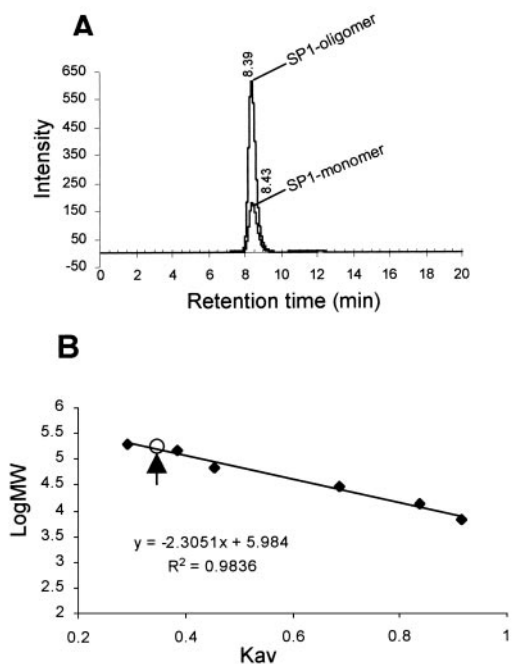 A
8.39
SP1-oligomer
8.43
SP1-monomer
Intensity
650
550
450
350
250
150
50
-50
0 2 4 6 8 10 12 14 16 18 20
Retention time (min)
B
LogMW
6
5.5
5
4.5
4
3.5
3
2.5
2
y = -2.3051x + 5.984
R² = 0.9836
0.2 0.4 0.6 0.8 1
Kav